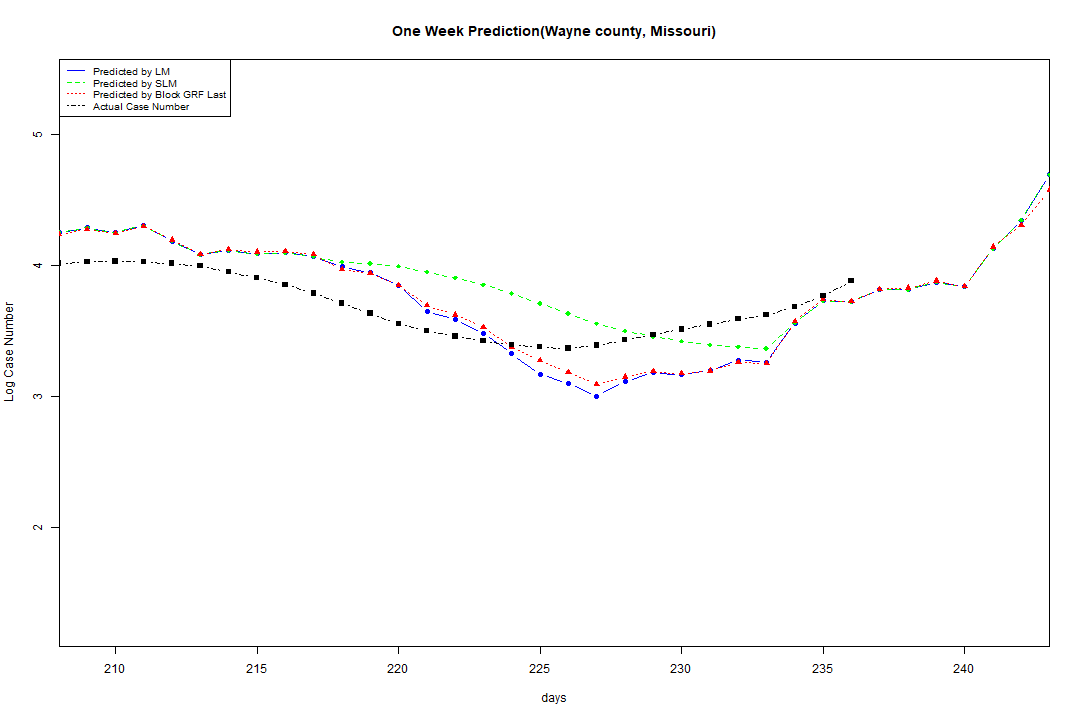 One Week Prediction(Wayne county, Missouri)
Predicted by LM
Predicted by SLM
Predicted by Block GRF Last
Actual Case Number
5
4
3
2
Log Case Number
210 215 220 225 230 235 240
days